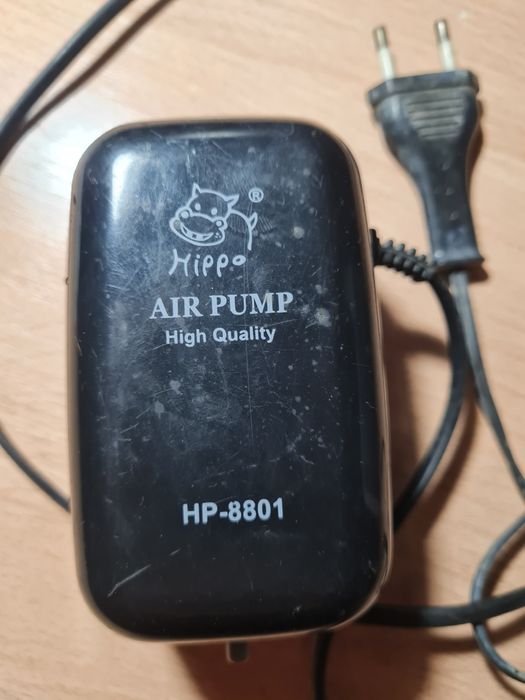 ®
Hippo
AIR PUMP
High Quality
HP-8801